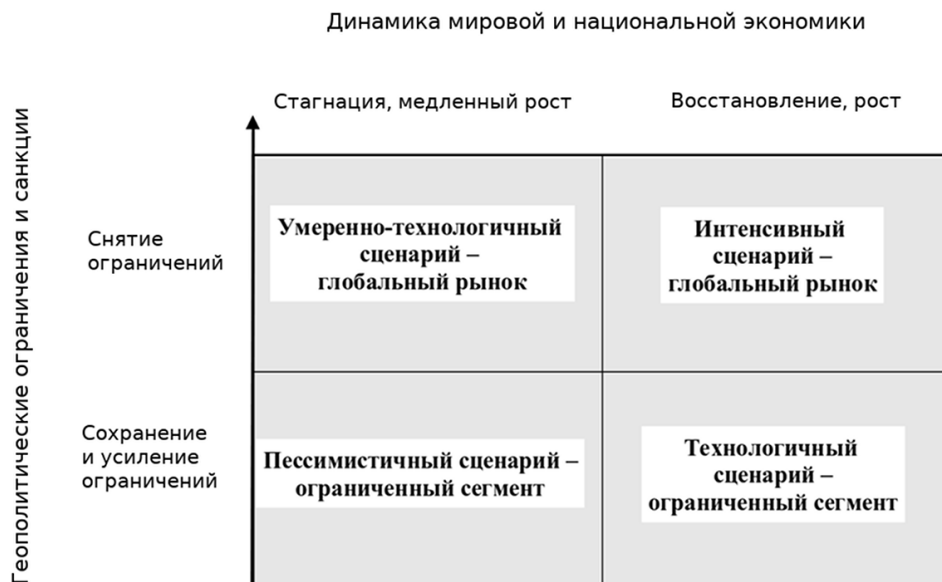 Динамика мировой и национальной экономики
Стагнация, медленный рост
Восстановление, рост
Геополитические ограничения и санкции
Снятие
ограничений
Умеренно-технологичный
сценарий –
глобальный рынок
Интенсивный
сценарий –
глобальный рынок
Сохранение
и усиление
ограничений
Пессимистичный сценарий –
ограниченный сегмент
Технологичный
сценарий –
ограниченный сегмент